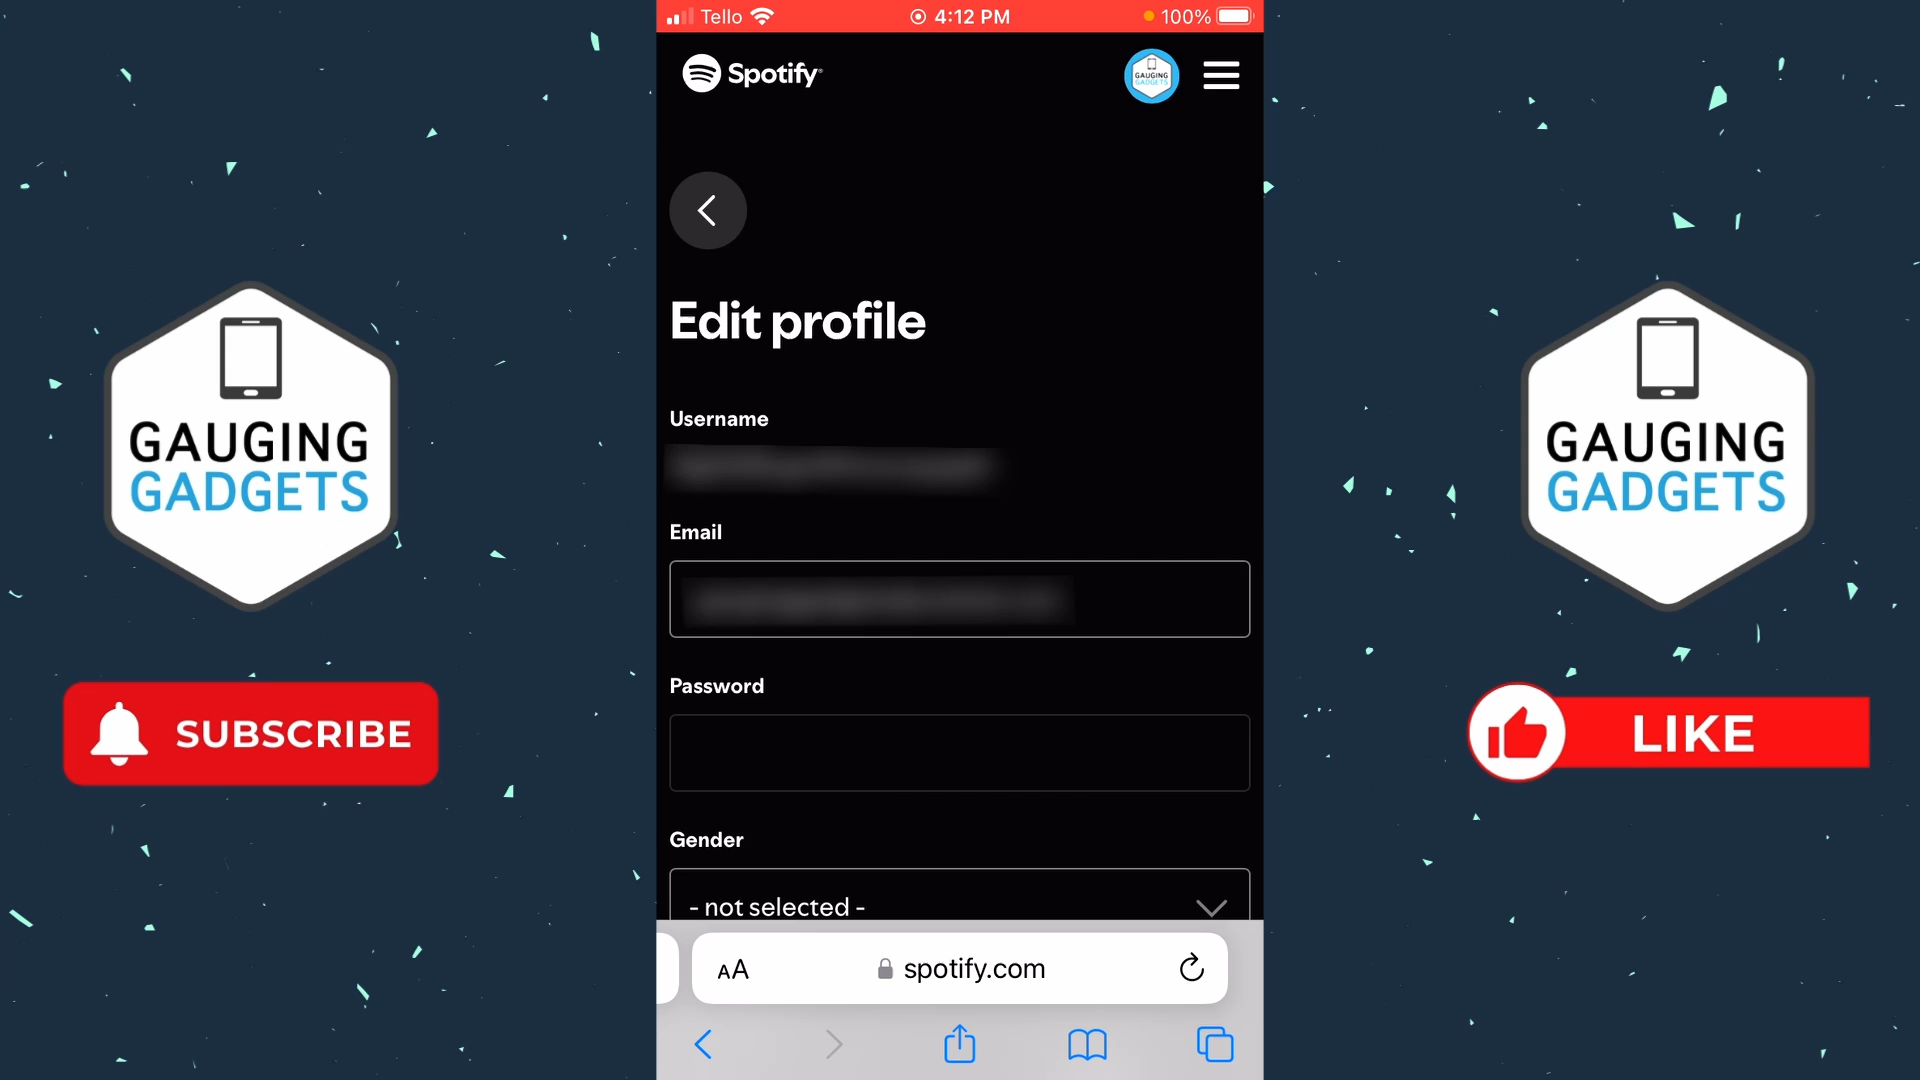 Tello 4:12 PM 100%
Spotify
GAUGING
GADGETS
Edit profile
Username
Email
Password
Gender
- not selected -
AA spotify.com
GAUGING
GADGETS
SUBSCRIBE
GAUGING
GADGETS
LIKE